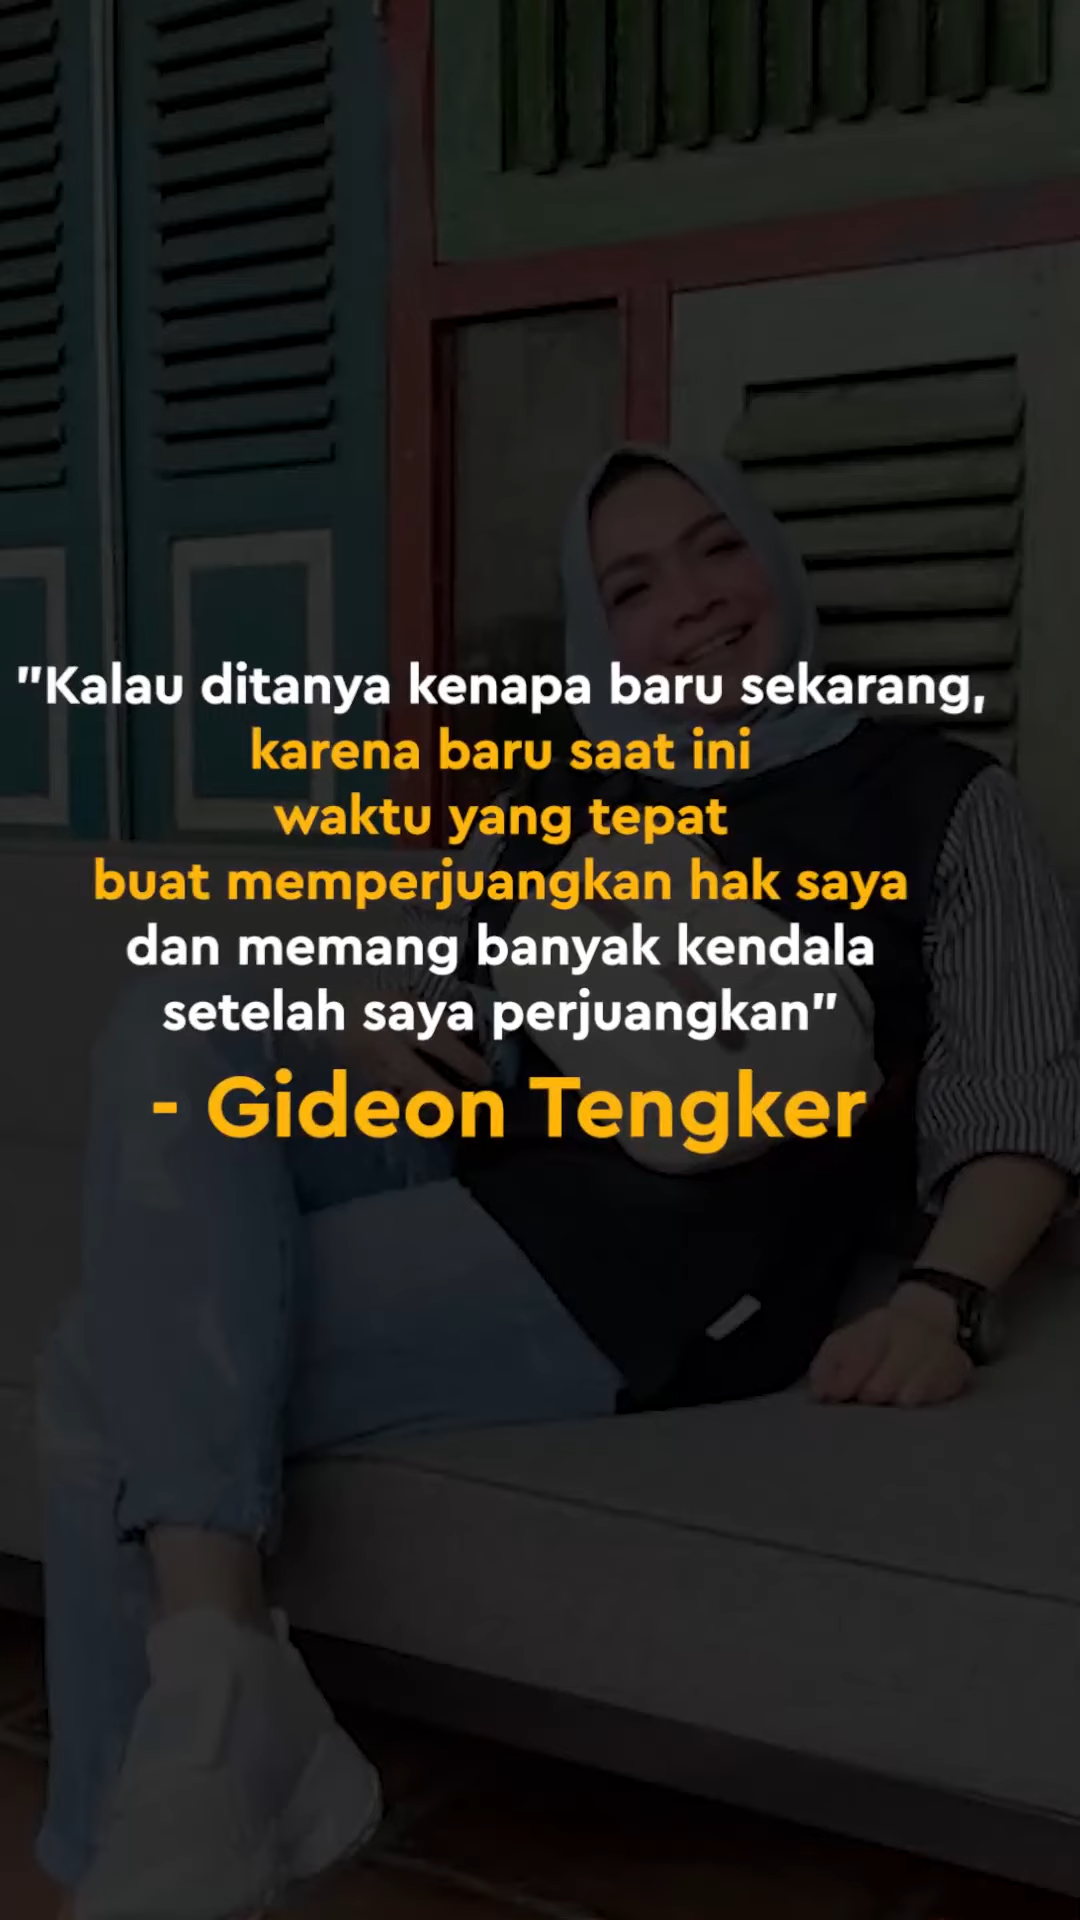 "Kalau ditanya kenapa baru sekarang,
karena baru saat ini
waktu yang tepat
buat memperjuangkan hak saya
dan memang banyak kendala
setelah saya perjuangkan"
- Gideon Tengker